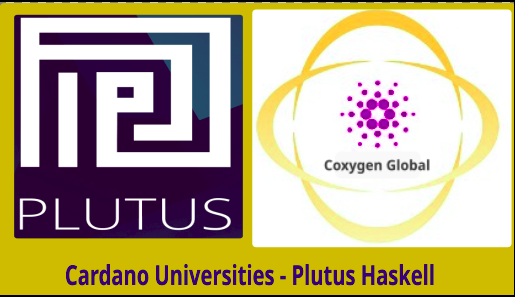 PLUTUS
Coxygen Global
Cardano Universities - Plutus Haskell